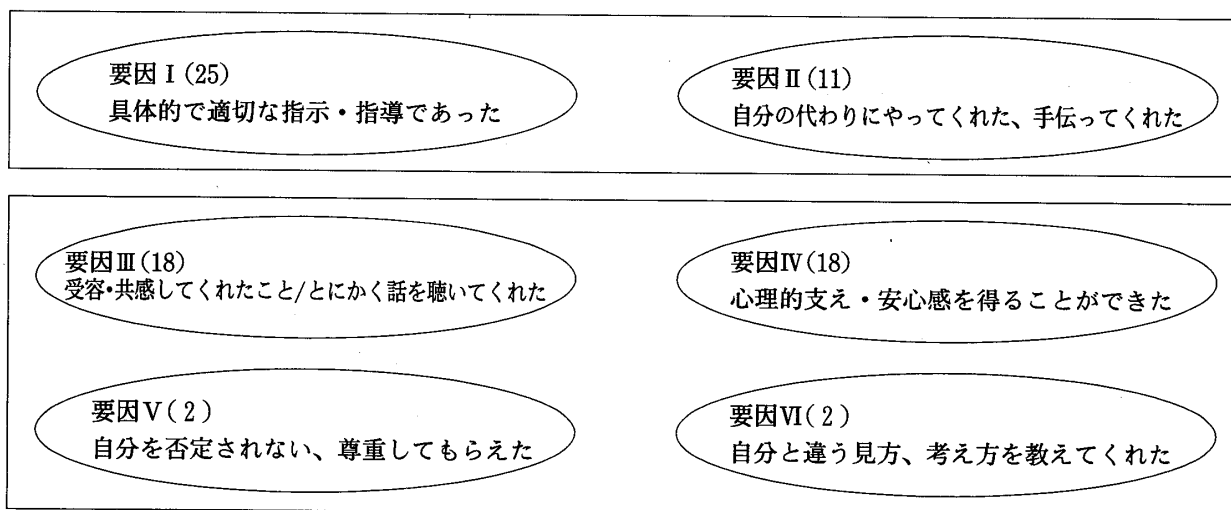 要因Ⅰ(25)
具体的で適切な指示・指導であった
要因Ⅱ(11)
自分の代わりにやってくれた、手伝ってくれた
要因Ⅲ(18)
受容・共感してくれたこと/とにかく話を聴いてくれた
要因Ⅳ(18)
心理的支え・安心感を得ることができた
要因Ⅴ(2)
自分を否定されない、尊重してもらえた
要因Ⅵ(2)
自分と違う見方、考え方を教えてくれた